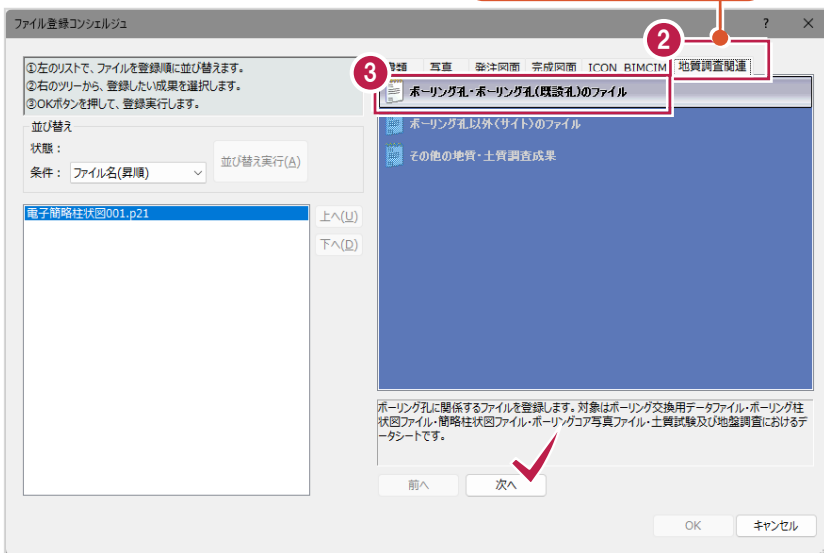 ファイル登録コンシェルジュ
? ×
①左のリストで、ファイルを登録順に並び替えます。
②右のツリーから、登録したい成果を選択します。
③OKボタンを押して、登録実行します。
並び替え
状態：
条件： ファイル名(昇順)
並び替え実行(A)
電子簡略柱状図001.p21
上へ(U)
下へ(D)
2
3
写真 発注図面 完成図面 ICON BIMCIM 地質調査関連
ボーリング孔・ボーリング孔(既設孔)のファイル
ボーリング孔以外(サイト)のファイル
その他の地質・土質調査成果
ボーリング孔に関係するファイルを登録します。対象はボーリング交換用データファイル・ボーリング柱
状図ファイル・簡略柱状図ファイル・ボーリングコア写真ファイル・土質試験及び地盤調査におけるデ
ータシートです。
前へ 次へ
OK キャンセル